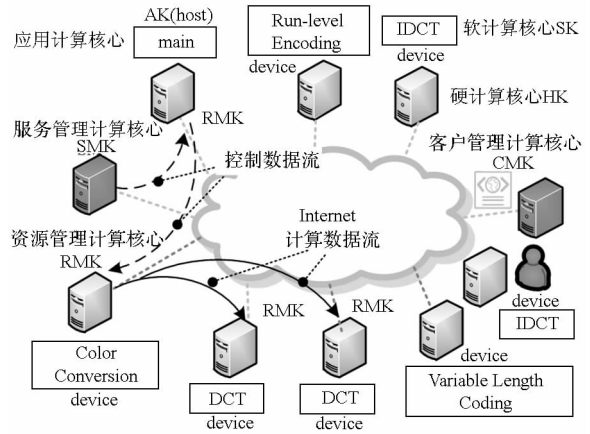 AK(host)
应用计算核心
main
Run-level
Encoding
device
IDCT
device
软计算核心SK
硬计算核心HK
RMK
服务管理计算核心
SMK
控制数据流
客户管理计算核心
CMK
资源管理计算核心
RMK
Internet
计算数据流
RMK
RMK
device
IDCT
Color
Conversion
device
DCT
device
DCT
device
device
Variable Length
Coding